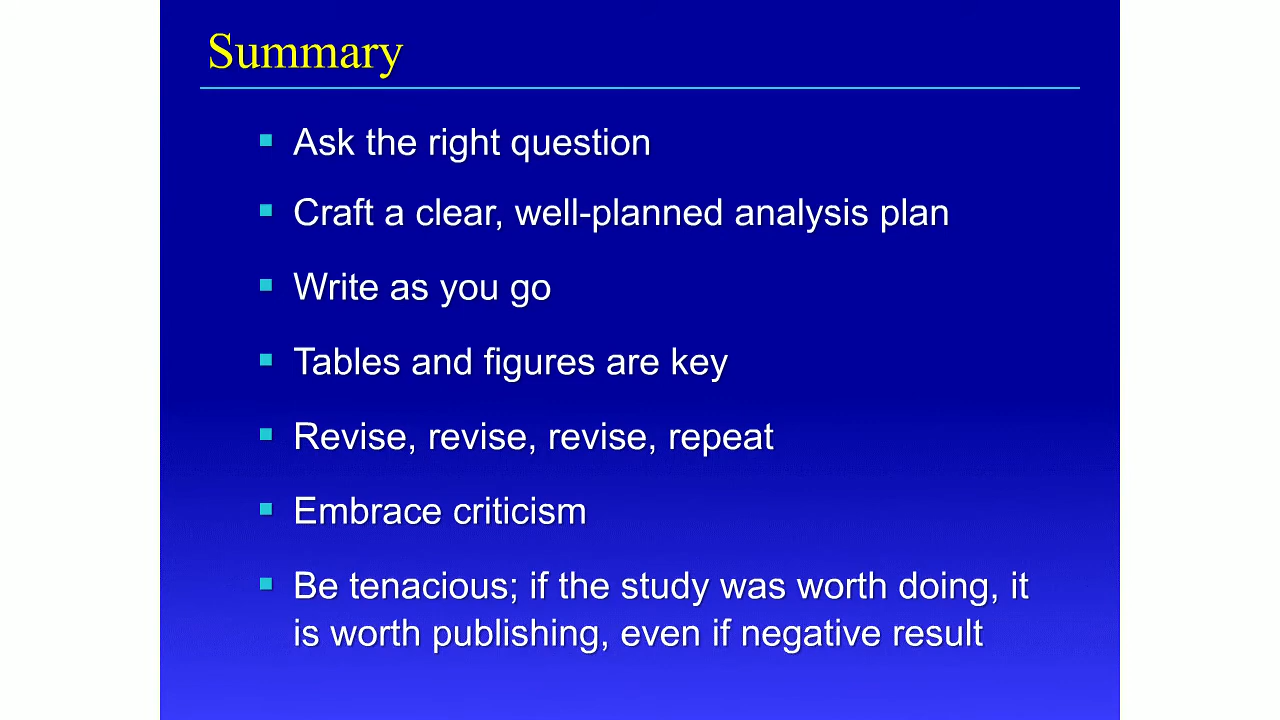 Summary
Ask the right question
Craft a clear, well-planned analysis plan
Write as you go
Tables and figures are key
Revise, revise, revise, repeat
Embrace criticism
Be tenacious; if the study was worth doing, it
is worth publishing, even if negative result